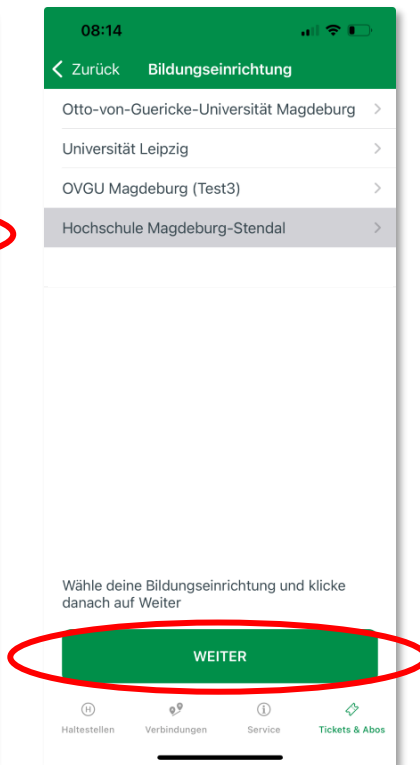 08:14
Zurück Bildungseinrichtung
Otto-von-Guericke-Universität Magdeburg
Universität Leipzig
OVGU Magdeburg (Test3)
Hochschule Magdeburg-Stendal
Wähle deine Bildungseinrichtung und klicke
danach auf Weiter
WEITER
Haltestellen Verbindungen Service Tickets & Abos